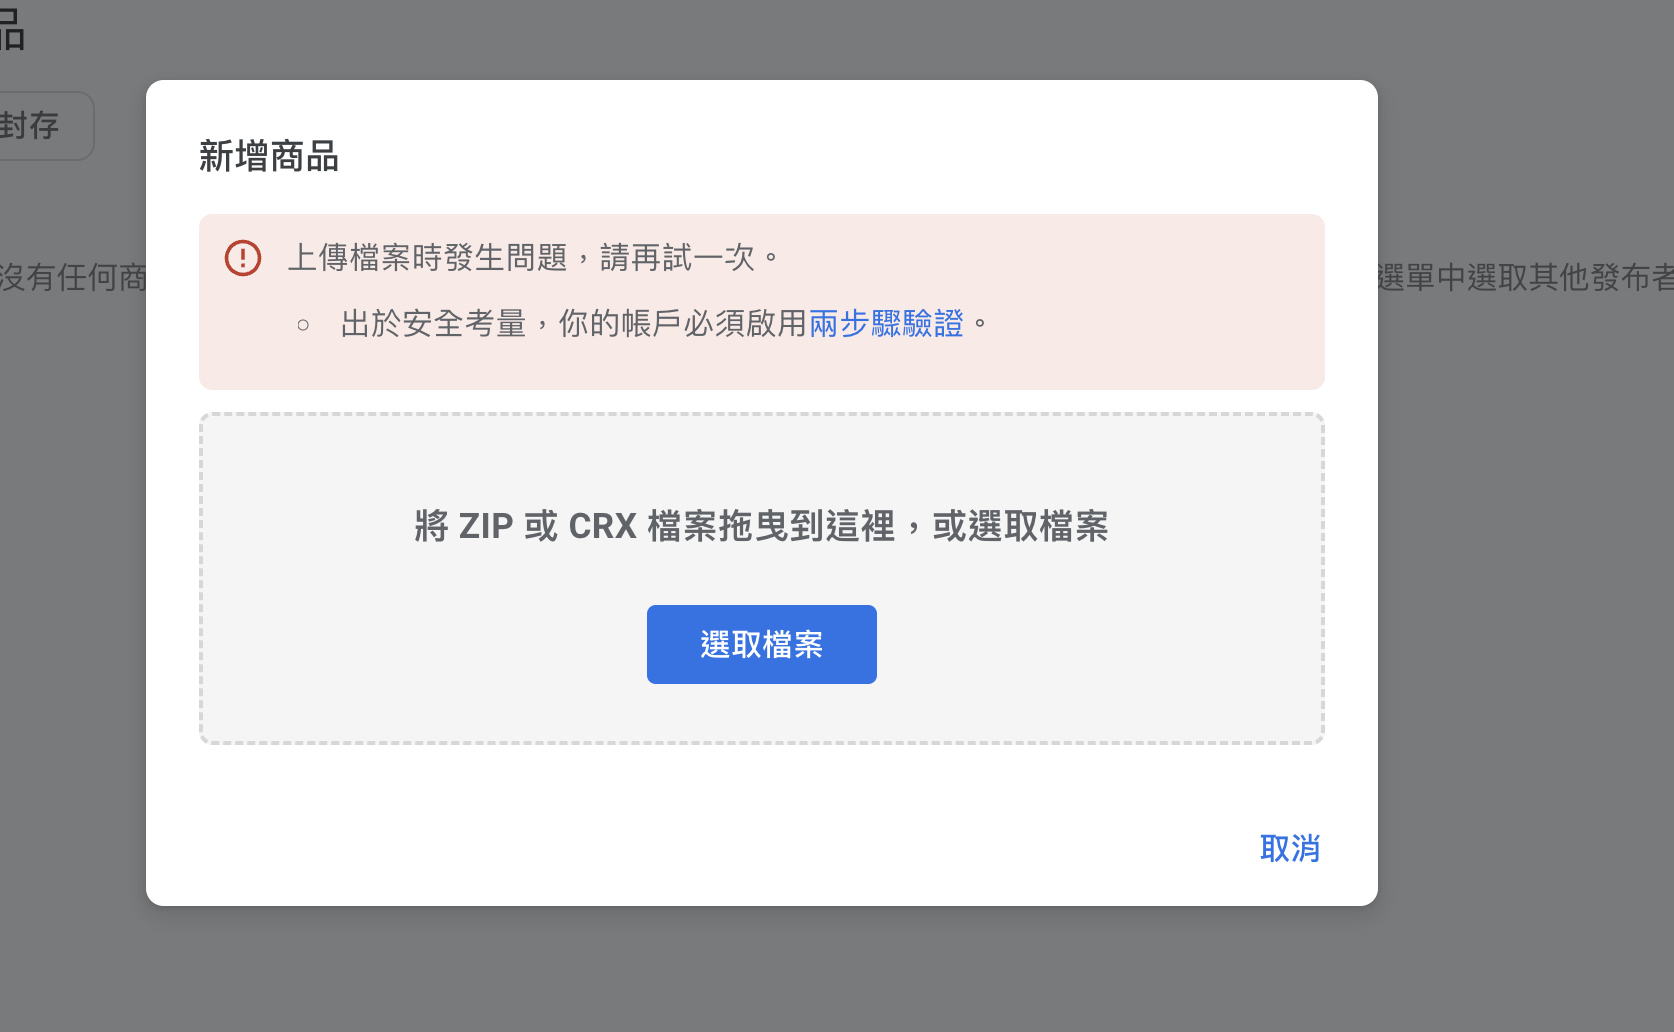 品
封存
新增商品
上傳檔案時發生問題，請再試一次。
沒有任何商
選單中選取其他發布者
出於安全考量，你的帳戶必須啟用兩步驟驗證。
將 ZIP 或 CRX 檔案拖曳到這裡，或選取檔案
選取檔案
取消